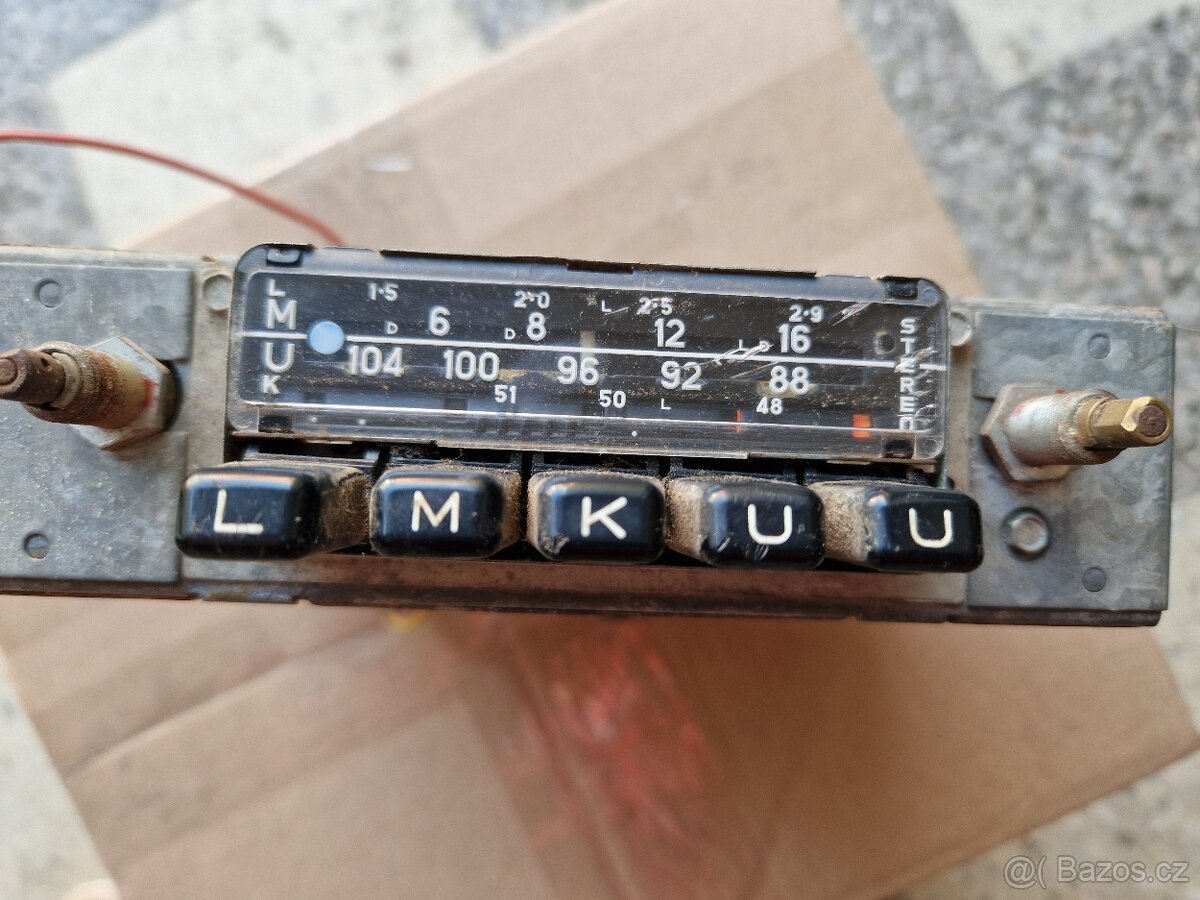 L 1·5 2·0 L 2·5 2·9
M D 6 D 8 12 L D 16
U 104 100 96 92 88
K 51 50 L 48
STEREO
L M K U U
@( Bazos.cz